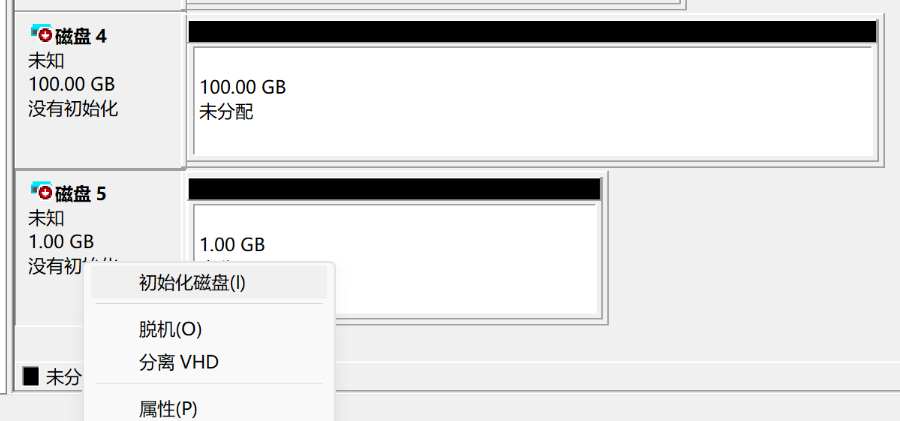 磁盘 4
未知
100.00 GB
没有初始化
100.00 GB
未分配
磁盘 5
未知
1.00 GB
没有初始化
1.00 GB
初始化磁盘(I)
脱机(O)
分离 VHD
属性(P)
未分